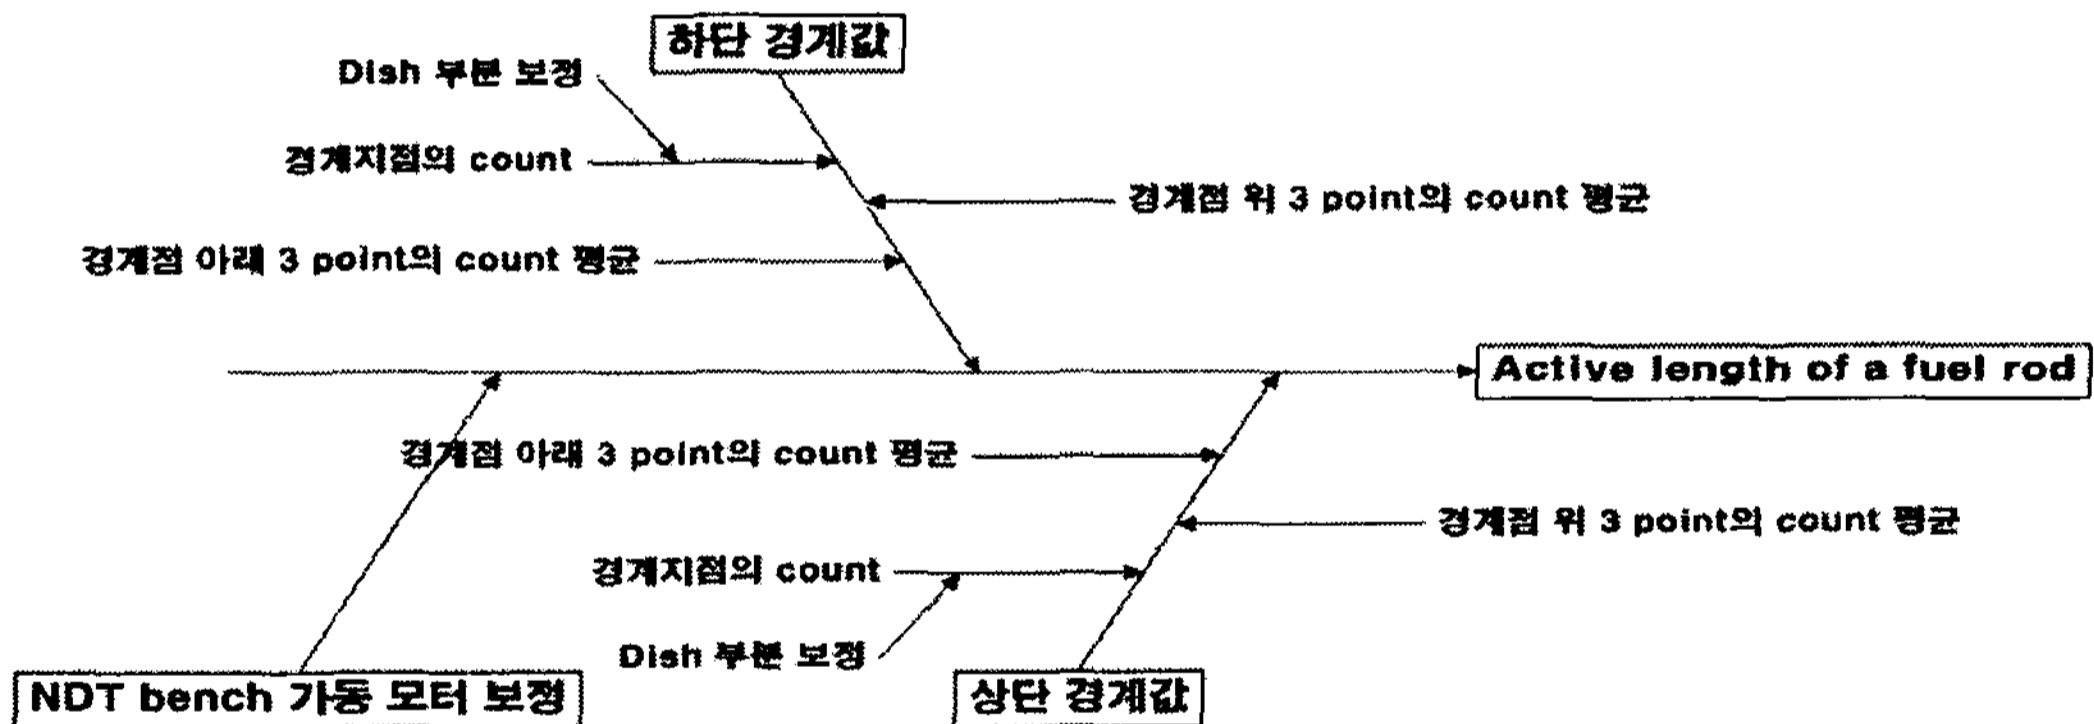 하단 경계값
Dish 부분 보정
경계지점의 count
경계점 위 3 point의 count 평균
경계점 아래 3 point의 count 평균
Active length of a fuel rod
경계점 아래 3 point의 count 평균
경계점 위 3 point의 count 평균
경계지점의 count
Dish 부분 보정
NDT bench 가동 모터 보정
상단 경계값